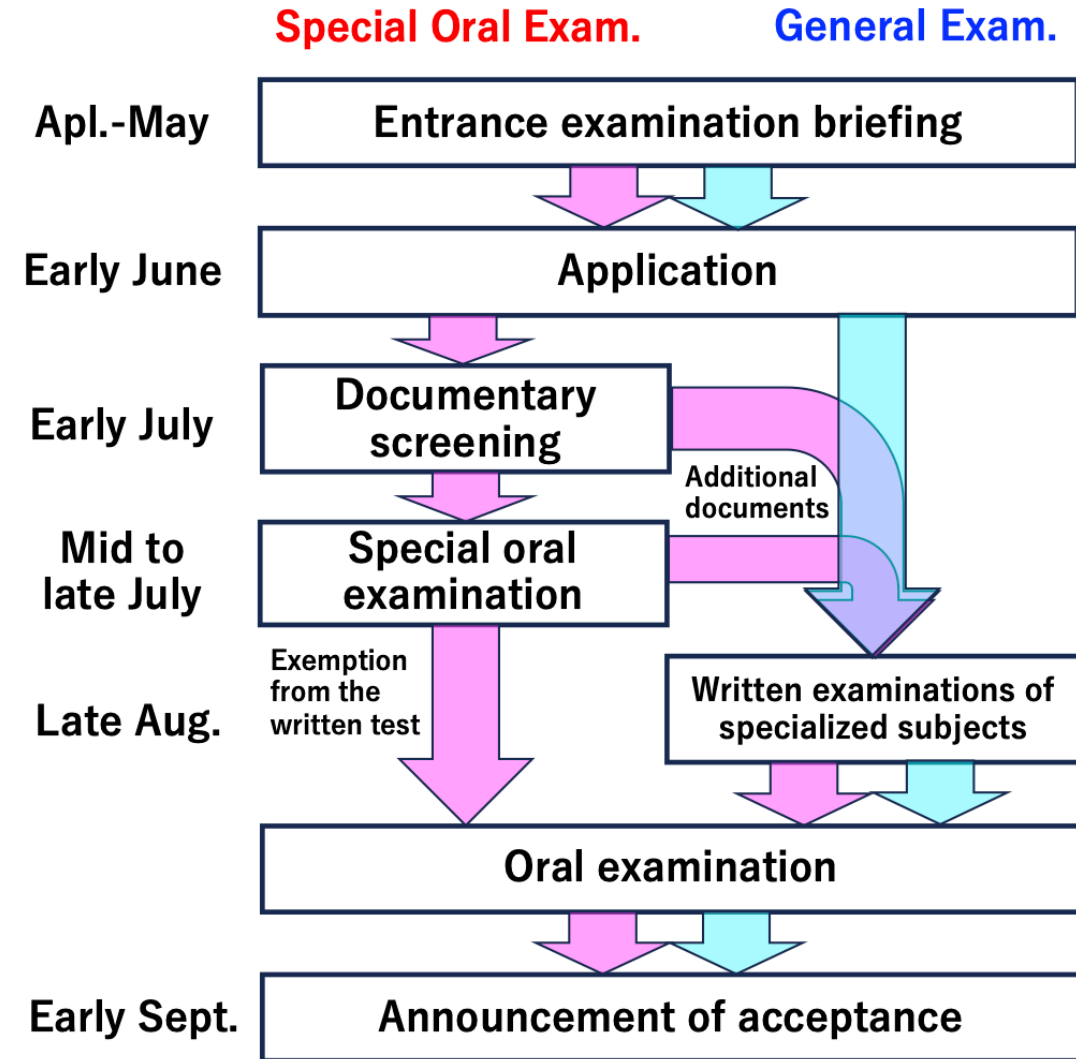 Special Oral Exam.
General Exam.
Apl.-May
Entrance examination briefing
Early June
Application
Early July
Documentary
screening
Additional
documents
Mid to
late July
Special oral
examination
Exemption
from the
written test
Late Aug.
Written examinations of
specialized subjects
Oral examination
Early Sept.
Announcement of acceptance